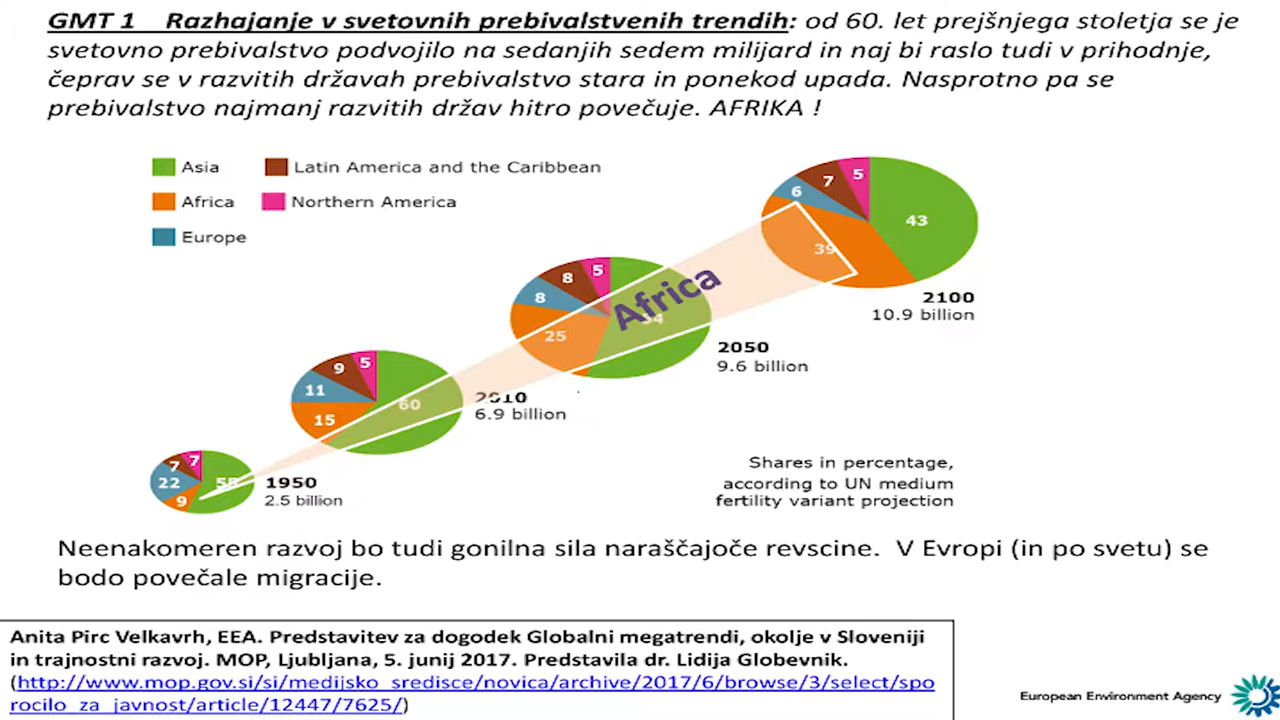 GMT 1 Razhajanje v svetovnih prebivalstvenih trendih: od 60. let prejšnjega stoletja se je
svetovno prebivalstvo podvojilo na sedanjih sedem milijard in naj bi raslo tudi v prihodnje,
čeprav se v razvitih državah prebivalstvo stara in ponekod upada. Nasprotno pa se
prebivalstvo najmanj razvitih držav hitro povečuje. AFRIKA !
Asia
Latin America and the Caribbean
Africa
Northern America
Europe
6
7
5
43
39
2100
10.9 billion
8
8
5
Africa
25
2050
9.6 billion
11
9
5
60
15
2010
6.9 billion
22
7
7
9
1950
2.5 billion
Shares in percentage,
according to UN medium
fertility variant projection
Neenakomeren razvoj bo tudi gonilna sila naraščajoče revscine. V Evropi (in po svetu) se
bodo povečale migracije.
Anita Pirc Velkavrh, EEA. Predstavitev za dogodek Globalni megatrendi, okolje v Sloveniji
in trajnostni razvoj. MOP, Ljubljana, 5. junij 2017. Predstavila dr. Lidija Globevnik.
(http://www.mop.gov.si/si/medijsko_sredisce/novica/archive/2017/6/browse/3/select/spo
rocilo_za_javnost/article/12447/7625/)
European Environment Agency